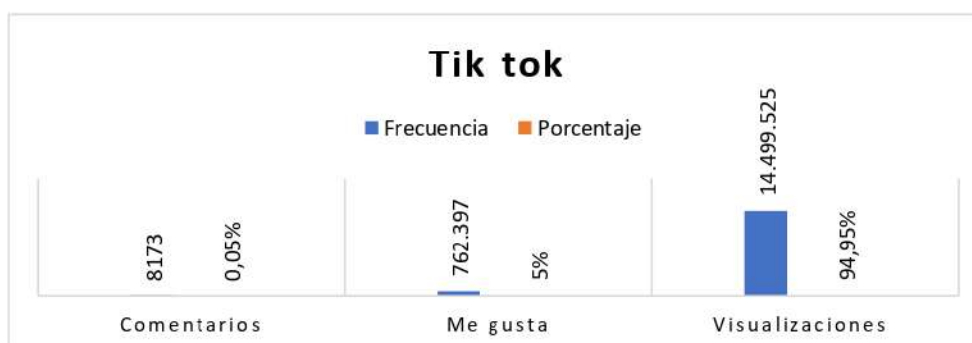 Tik tok
Frecuencia Porcentaje
8173
0,05%
762.397
5%
14.499.525
94,95%
Comentarios Me gusta Visualizaciones